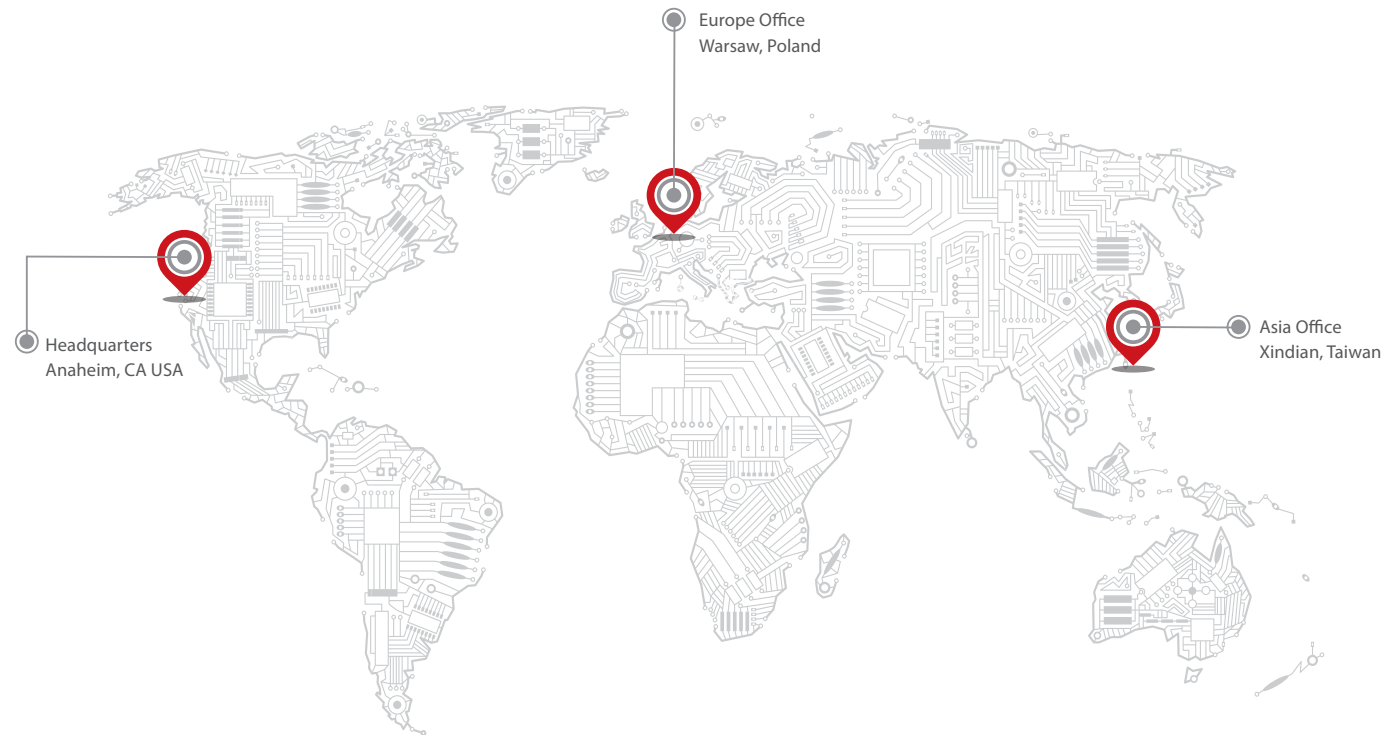 Europe Office
Warsaw, Poland
Headquarters
Anaheim, CA USA
Asia Office
Xindian, Taiwan